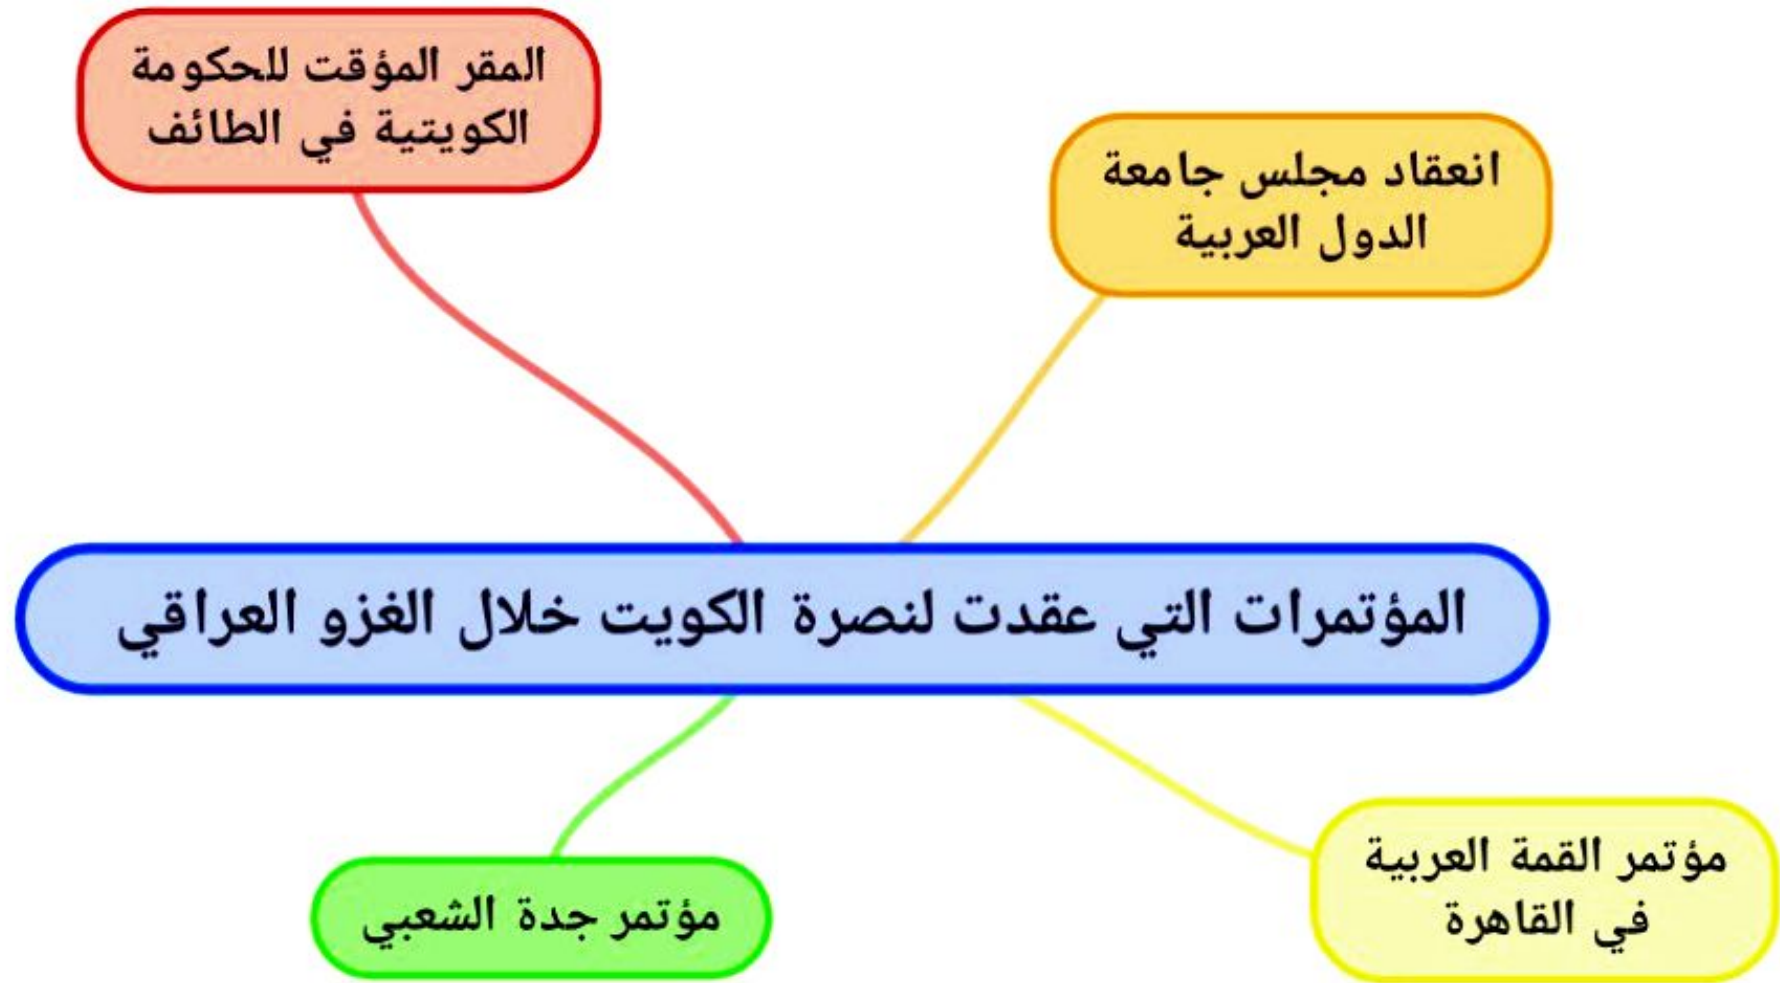 المقر المؤقت للحكومة
الكويتية في الطائف
انعقاد مجلس جامعة
الدول العربية
المؤتمرات التي عقدت لنصرة الكويت خلال الغزو العراقي
مؤتمر القمة العربية
في القاهرة
مؤتمر جدة الشعبي